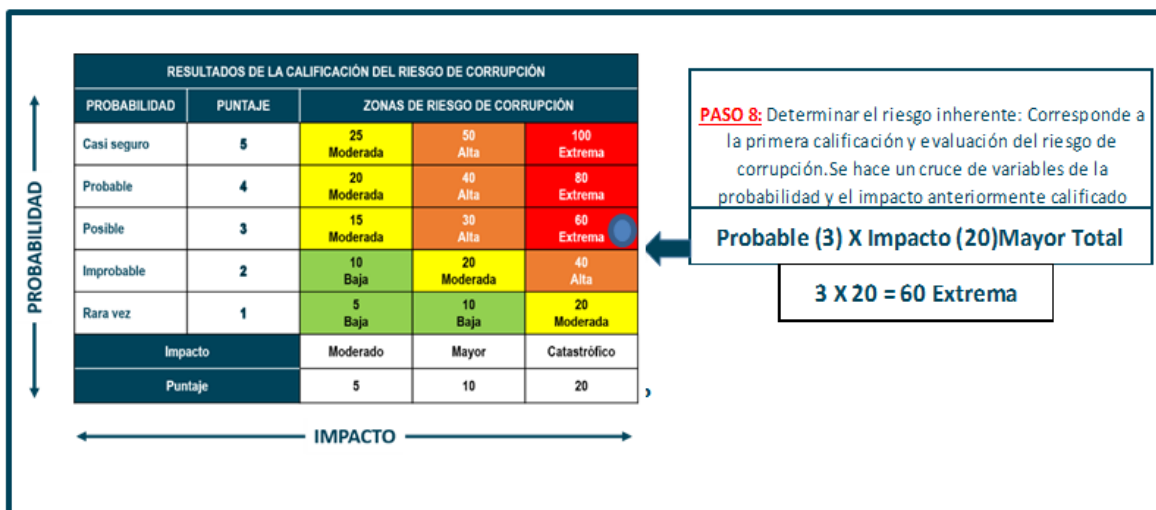 RESULTADOS DE LA CALIFICACIÓN DEL RIESGO DE CORRUPCIÓN
PROBABILIDAD PUNTAJE ZONAS DE RIESGO DE CORRUPCIÓN
Casi seguro 5 25 Moderada 50 Alta 100 Extrema
Probable 4 20 Moderada 40 Alta 80 Extrema
Posible 3 15 Moderada 30 Alta 60 Extrema
Improbable 2 10 Baja 20 Moderada 40 Alta
Rara vez 1 5 Baja 10 Baja 20 Moderada
Impacto Moderado Mayor Catastrófico
Puntaje 5 10 20
,
PROBABILIDAD
IMPACTO
PASO 8: Determinar el riesgo inherente: Corresponde a
la primera calificación y evaluación del riesgo de
corrupción.Se hace un cruce de variables de la
probabilidad y el impacto anteriormente calificado
Probable (3) X Impacto (20)Mayor Total
3 X 20 = 60 Extrema